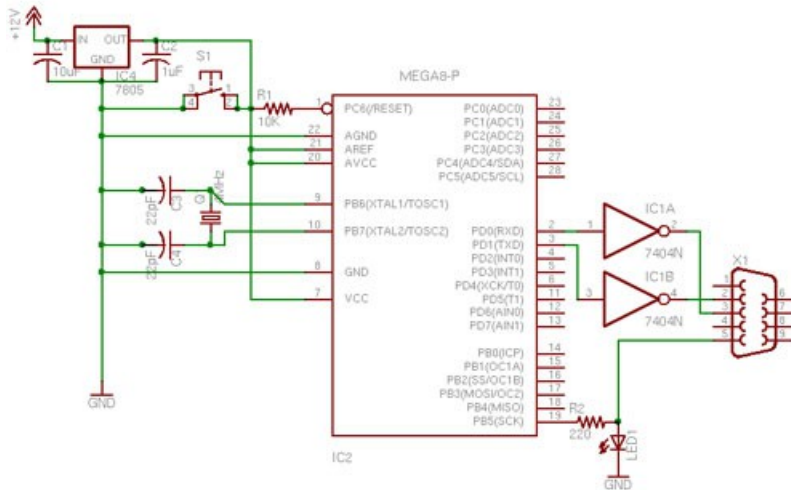 +12V
C1
10uF
IN OUT
GND
IC4
7805
C2
1uF
S1
3 1
4 2
R1
10K
MEGA8-P
1 PC6(/RESET)
22 AGND
21 AREF
20 AVCC
9 PB6(XTAL1/TOSC1)
10 PB7(XTAL2/TOSC2)
8 GND
7 VCC
PC0(ADC0) 23
PC1(ADC1) 24
PC2(ADC2) 25
PC3(ADC3) 26
PC4(ADC4/SDA) 27
PC5(ADC5/SCL) 28
PD0(RXD) 2
PD1(TXD) 3
PD2(INT0) 4
PD3(INT1) 5
PD4(XCK/T0) 6
PD5(T1) 11
PD6(AIN0) 12
PD7(AIN1) 13
PB0(ICP) 14
PB1(OC1A) 15
PB2(SS/OC1B) 16
PB3(MOSI/OC2) 17
PB4(MISO) 18
PB5(SCK) 19
IC2
22pF
C3
22pF
C4
Q
GND
IC1A
1 2
7404N
IC1B
3 4
7404N
X1
1
2
3
4
5
6
7
8
9
R2
220
LED1
GND